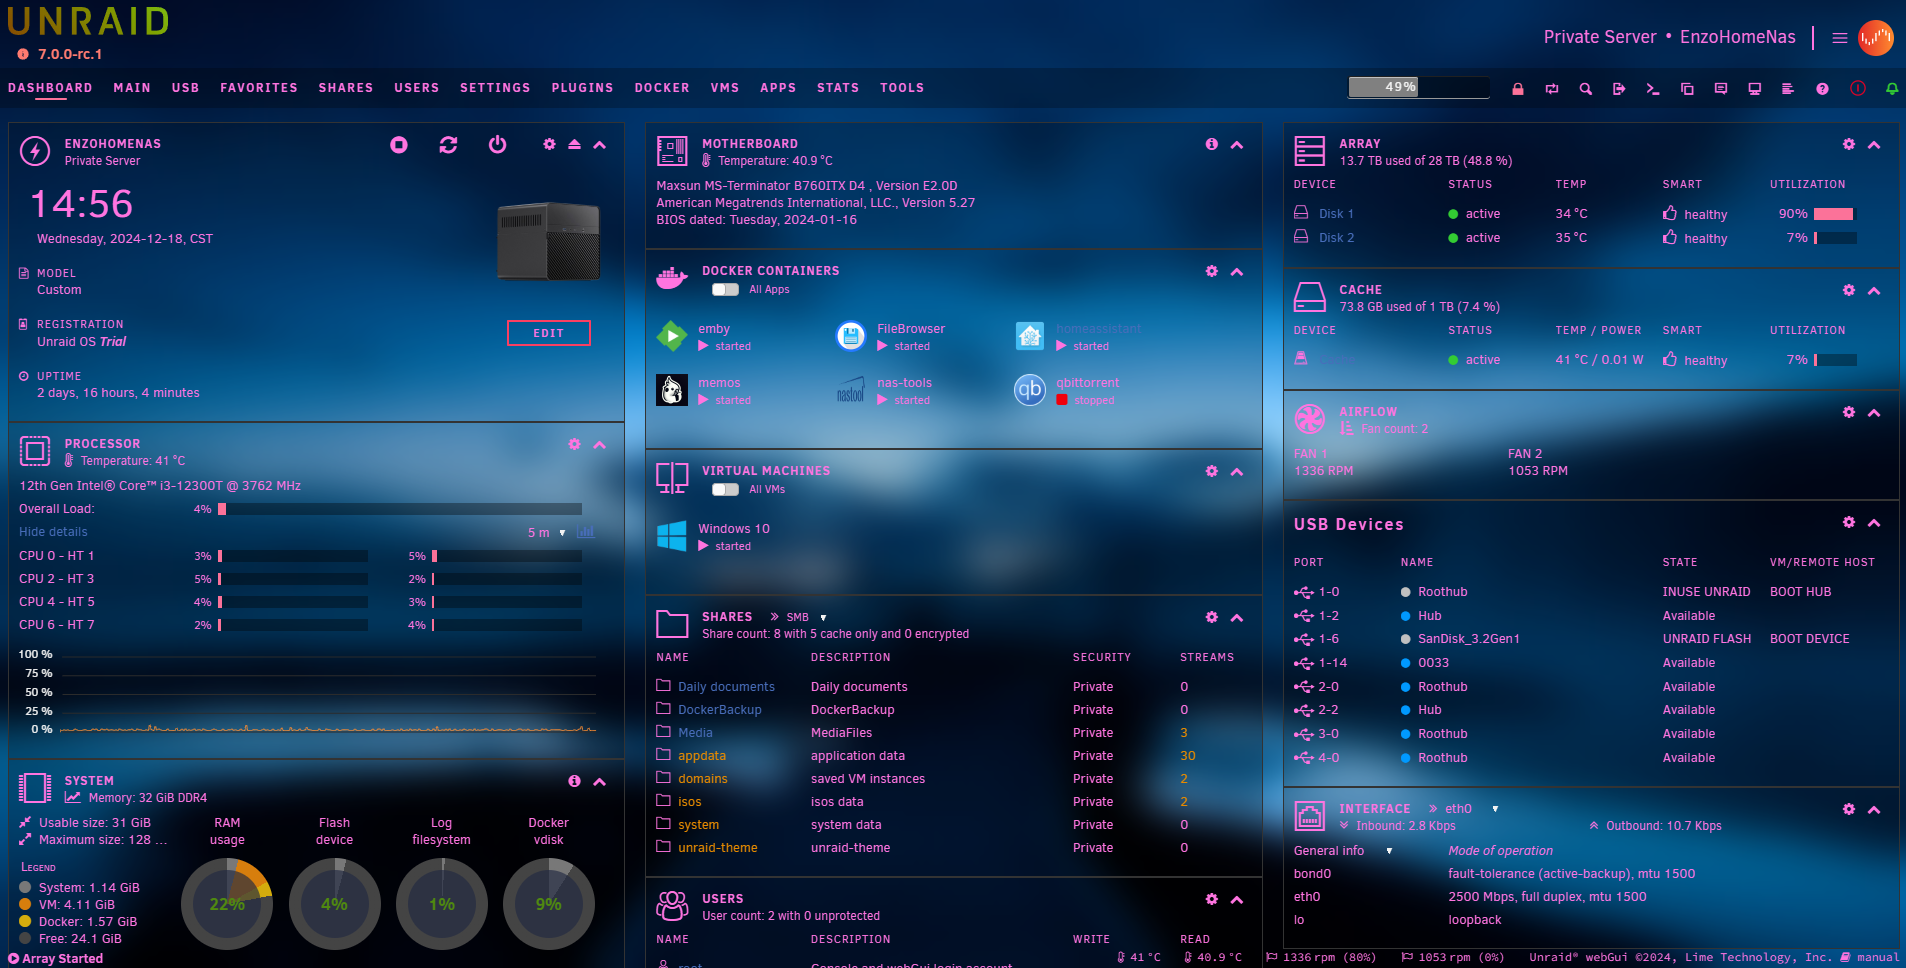 UNRAID
7.0.0-rc.1
Private Server • EnzoHomeNas
DASHBOARD MAIN USB FAVORITES SHARES USERS SETTINGS PLUGINS DOCKER VMS APPS STATS TOOLS
49%
ENZOHOMENAS
Private Server
14:56
Wednesday, 2024-12-18, CST
MODEL
Custom
REGISTRATION
Unraid OS Trial
EDIT
UPTIME
2 days, 16 hours, 4 minutes
PROCESSOR
Temperature: 41 °C
12th Gen Intel® Core™ i3-12300T @ 3762 MHz
Overall Load: 4%
Hide details 5 m
CPU 0 - HT 1 3% 5%
CPU 2 - HT 3 5% 2%
CPU 4 - HT 5 4% 3%
CPU 6 - HT 7 2% 4%
100 %
75 %
50 %
25 %
0 %
SYSTEM
Memory: 32 GiB DDR4
Usable size: 31 GiB
Maximum size: 128 ...
RAM usage
Flash device
Log filesystem
Docker vdisk
LEGEND
System: 1.14 GiB
VM: 4.11 GiB
Docker: 1.57 GiB
Free: 24.1 GiB
22% 4% 1% 9%
MOTHERBOARD
Temperature: 40.9 °C
Maxsun MS-Terminator B760ITX D4 , Version E2.0D
American Megatrends International, LLC., Version 5.27
BIOS dated: Tuesday, 2024-01-16
DOCKER CONTAINERS
All Apps
emby
started
FileBrowser
started
homeassistant
started
memos
started
nastool
nas-tools
started
qb
qbittorrent
stopped
VIRTUAL MACHINES
All VMs
Windows 10
started
SHARES SMB
Share count: 8 with 5 cache only and 0 encrypted
NAME DESCRIPTION SECURITY STREAMS
Daily documents Daily documents Private 0
DockerBackup DockerBackup Private 0
Media MediaFiles Private 3
appdata application data Private 30
domains saved VM instances Private 2
isos isos data Private 2
system system data Private 0
unraid-theme unraid-theme Private 0
USERS
User count: 2 with 0 unprotected
NAME DESCRIPTION WRITE READ
root Console and webGui login account
ARRAY
13.7 TB used of 28 TB (48.8 %)
DEVICE STATUS TEMP SMART UTILIZATION
Disk 1 active 34 °C healthy 90%
Disk 2 active 35 °C healthy 7%
CACHE
73.8 GB used of 1 TB (7.4 %)
DEVICE STATUS TEMP / POWER SMART UTILIZATION
active 41 °C / 0.01 W healthy 7%
AIRFLOW
Fan count: 2
FAN 1 FAN 2
1336 RPM 1053 RPM
USB Devices
PORT NAME STATE VM/REMOTE HOST
1-0 Roothub INUSE UNRAID BOOT HUB
1-2 Hub Available
1-6 SanDisk_3.2Gen1 UNRAID FLASH BOOT DEVICE
1-14 0033 Available
2-0 Roothub Available
2-2 Hub Available
3-0 Roothub Available
4-0 Roothub Available
INTERFACE eth0
Inbound: 2.8 Kbps Outbound: 10.7 Kbps
General info Mode of operation
bond0 fault-tolerance (active-backup), mtu 1500
eth0 2500 Mbps, full duplex, mtu 1500
lo loopback
Array Started
41 °C 40.9 °C 1336 rpm (80%) 1053 rpm (0%) Unraid® webGui ©2024, Lime Technology, Inc. manual